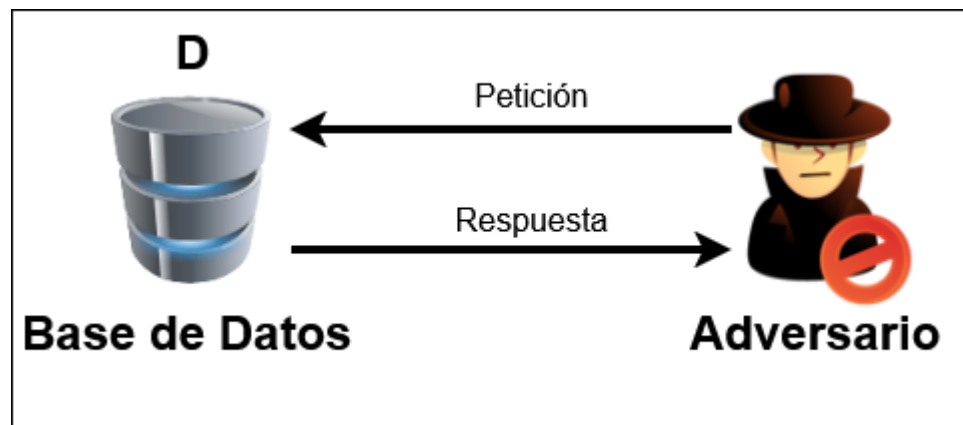 D
Petición
Respuesta
Base de Datos
Adversario